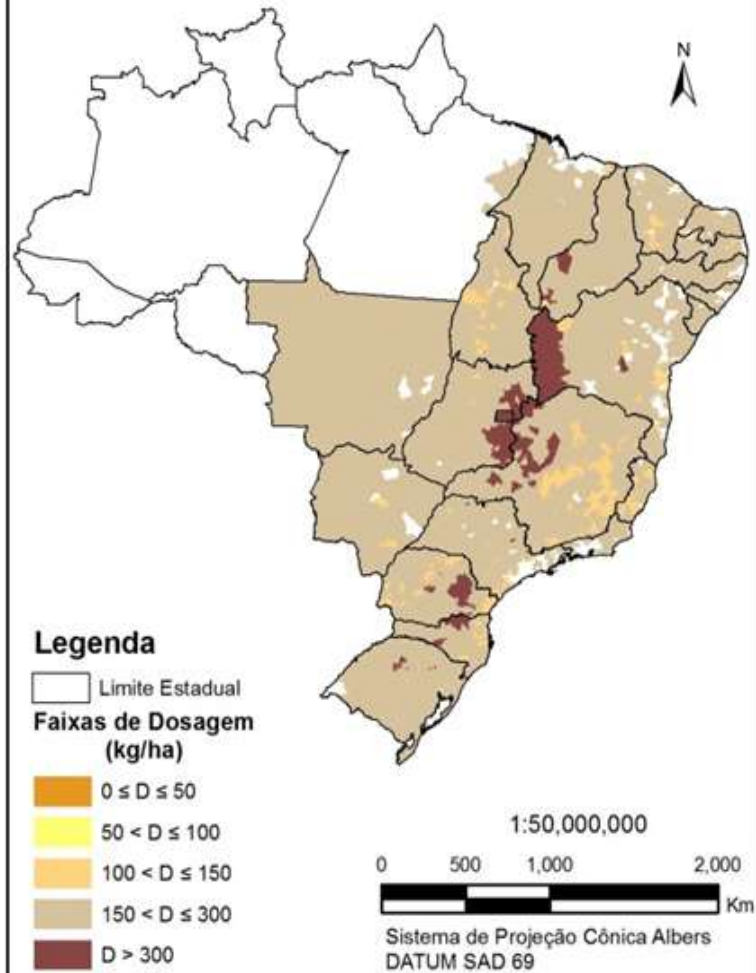 N
Legenda
Limite Estadual
Faixas de Dosagem
(kg/ha)
0 ≤ D ≤ 50
50 < D ≤ 100
100 < D ≤ 150
150 < D ≤ 300
D > 300
1:50,000,000
0 500 1,000 2,000
Km
Sistema de Projeção Cônica Albers
DATUM SAD 69